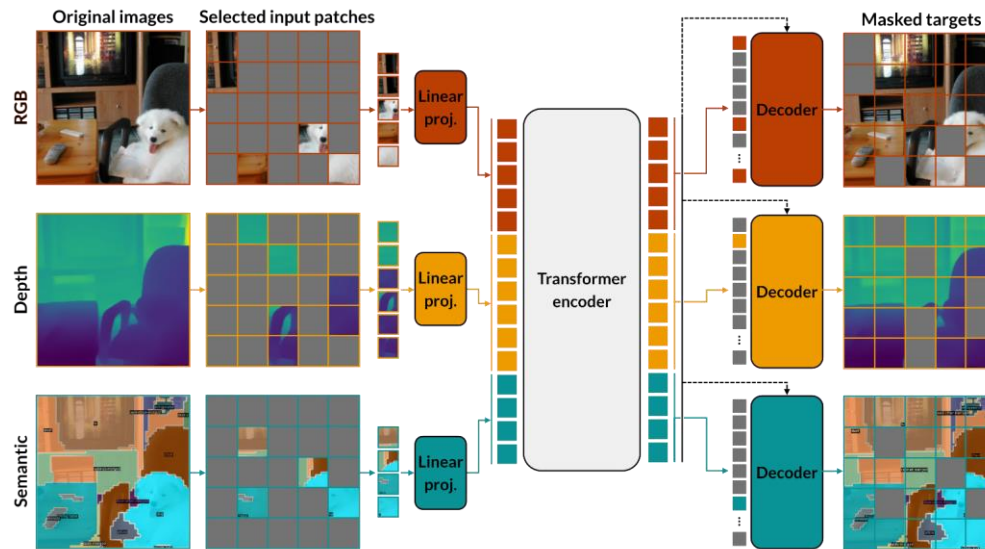 Original images
Selected input patches
Masked targets
RGB
Linear
proj.
Decoder
...
Depth
Linear
proj.
Transformer
encoder
Decoder
...
Semantic
Linear
proj.
Decoder
...